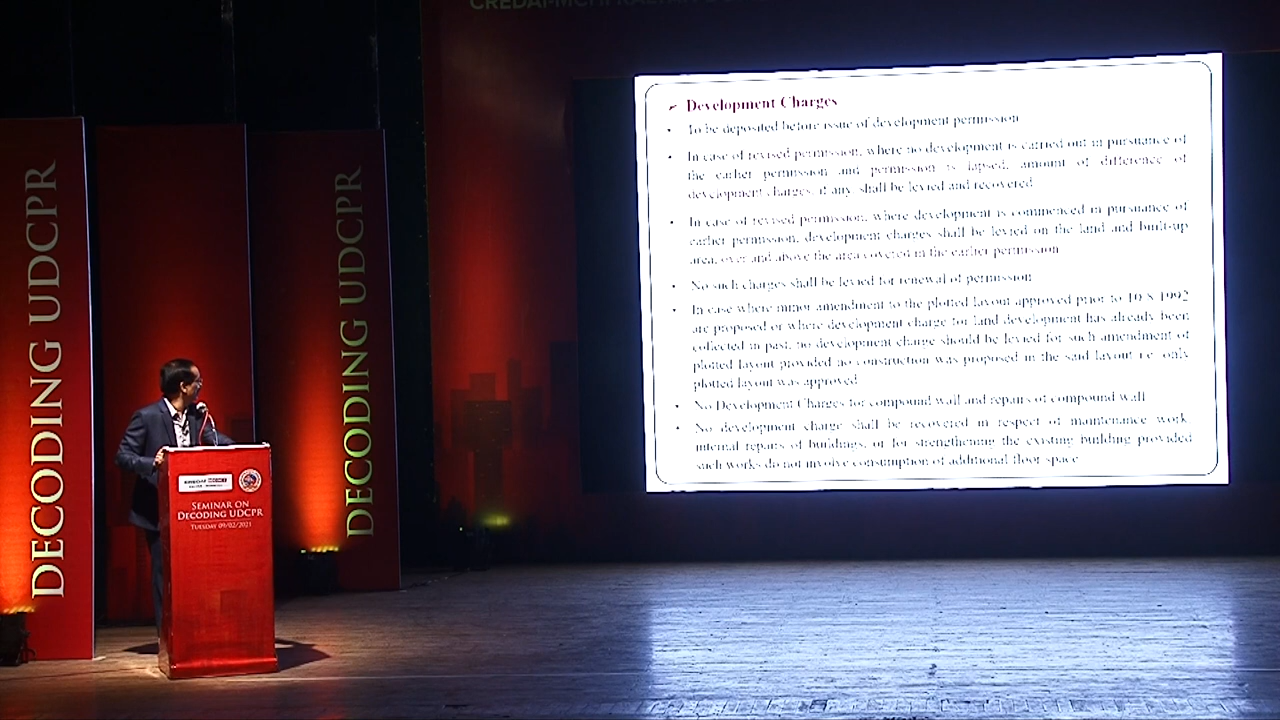 CREDAI-MCHI
DECODING UDCPR
DECODING UDCPR
➢ Development Charges
• To be deposited before issue of development permission
• In case of revised permission, where no development is carried out in pursuance of
the earlier permission and permission is lapsed, amount of difference of
development charges, if any, shall be levied and recovered
• In case of revised permission, where development is commenced in pursuance of
earlier permission, development charges shall be levied on the land and built-up
area, over and above the area covered in the earlier permission
• No such charges shall be levied for renewal of permission
• In case where minor amendment to the plotted layout approved prior to 10.8.1992
are proposed or where development charge for land development has already been
collected in past, no development charge should be levied for such amendment of
plotted layout provided no construction was proposed in the said layout i.e. only
plotted layout was approved
• No Development Charges for compound wall and repairs of compound wall
• No development charge shall be recovered in respect of maintenance work,
internal repairs of buildings, or for strengthening the existing building provided
such works do not involve consumption of additional floor space
CREDAI MCHI
SEMINAR ON
DECODING UDCPR
TUESDAY 09/02/2021